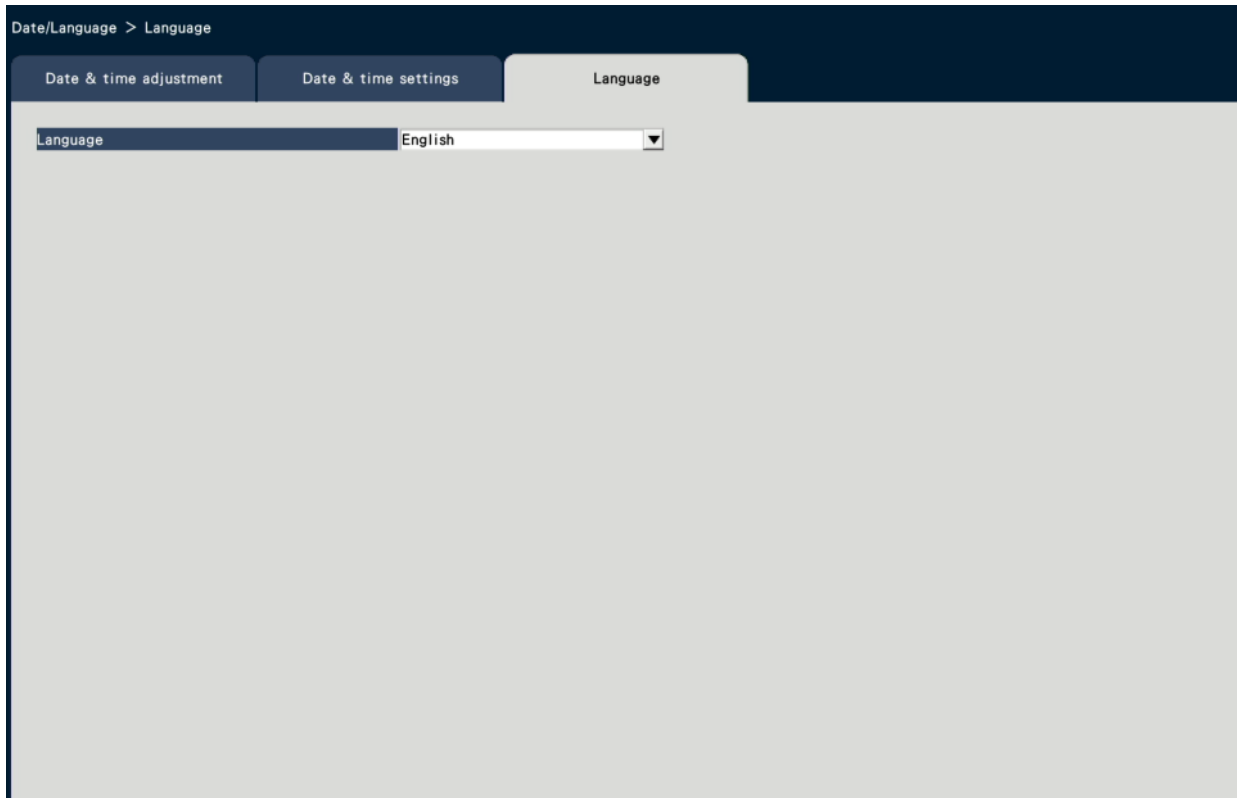 Date/Language > Language
Date & time adjustment
Date & time settings
Language
Language
English